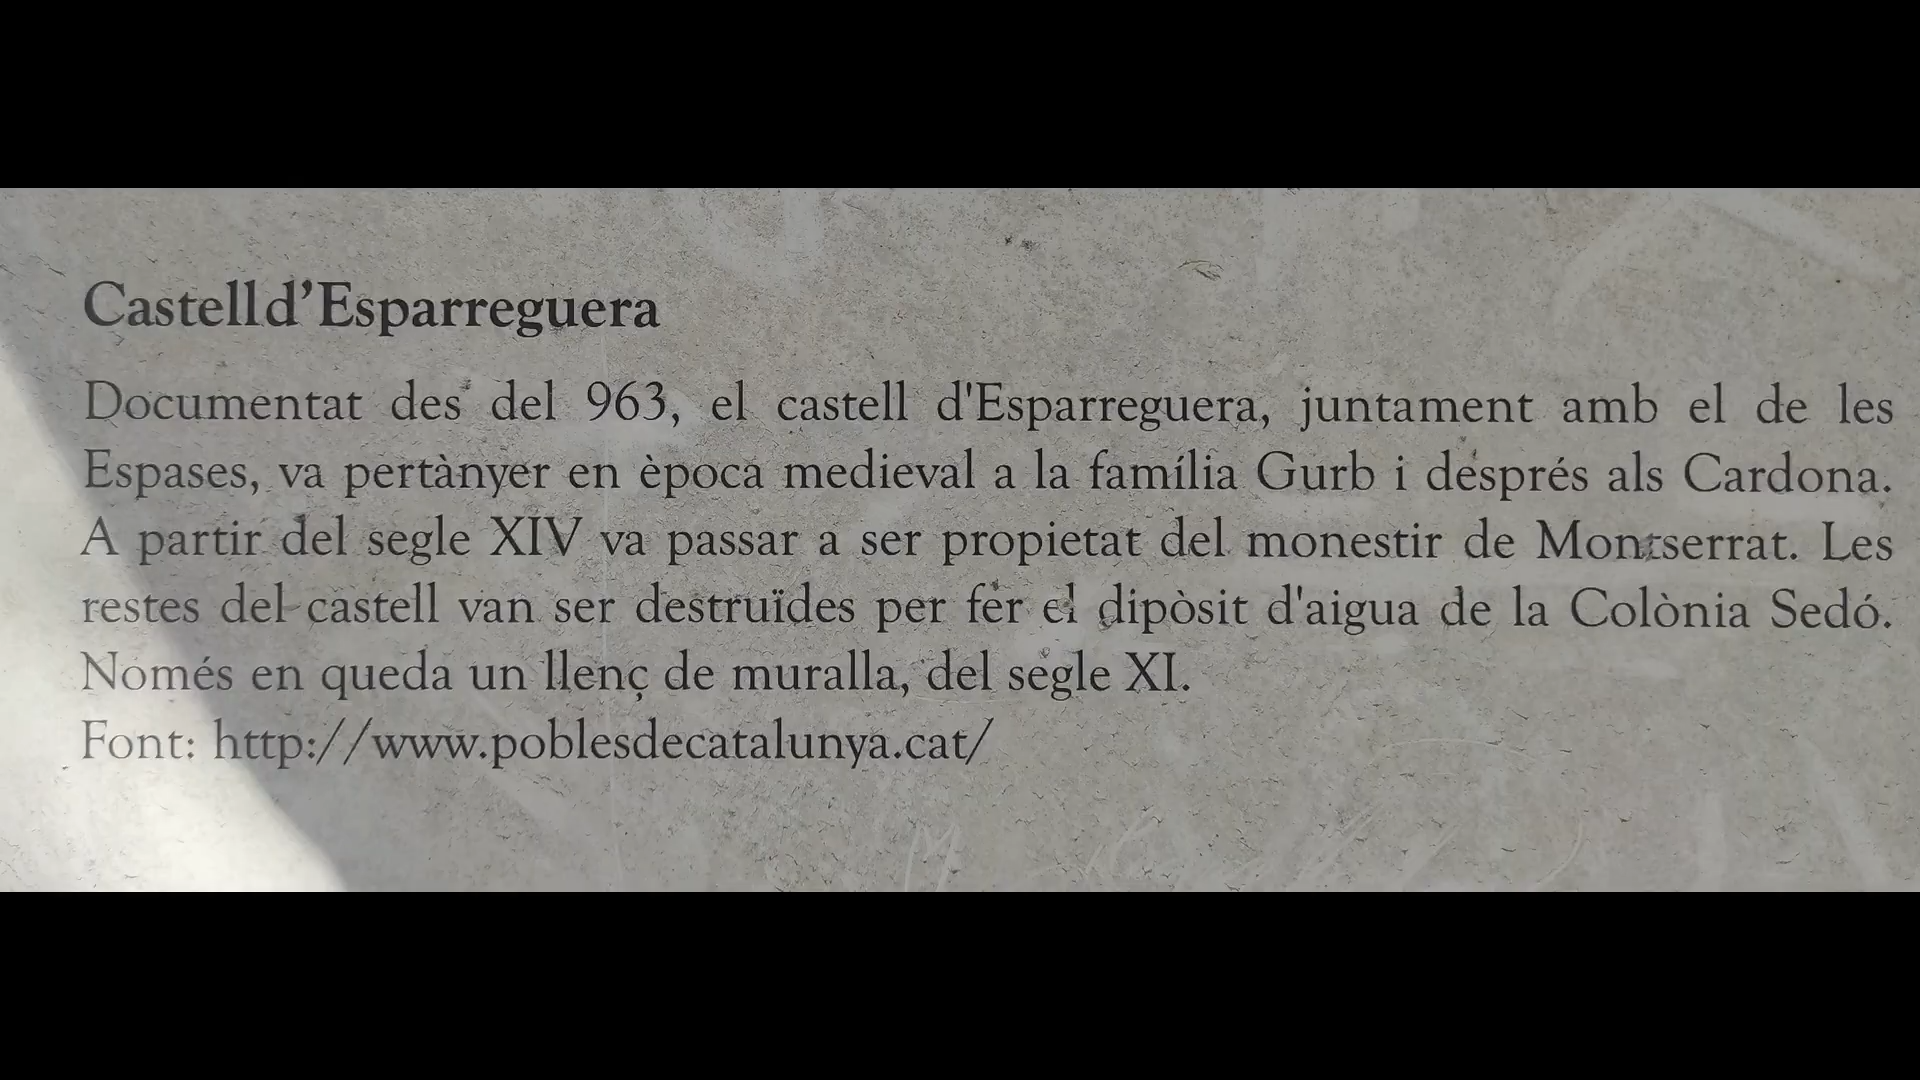 Castell d’Esparreguera
Documentat des del 963, el castell d'Esparreguera, juntament amb el de les
Espases, va pertànyer en època medieval a la família Gurb i després als Cardona.
A partir del segle XIV va passar a ser propietat del monestir de Montserrat. Les
restes del castell van ser destruïdes per fer el dipòsit d'aigua de la Colònia Sedó.
Només en queda un llenç de muralla, del segle XI.
Font: http://www.poblesdecatalunya.cat/